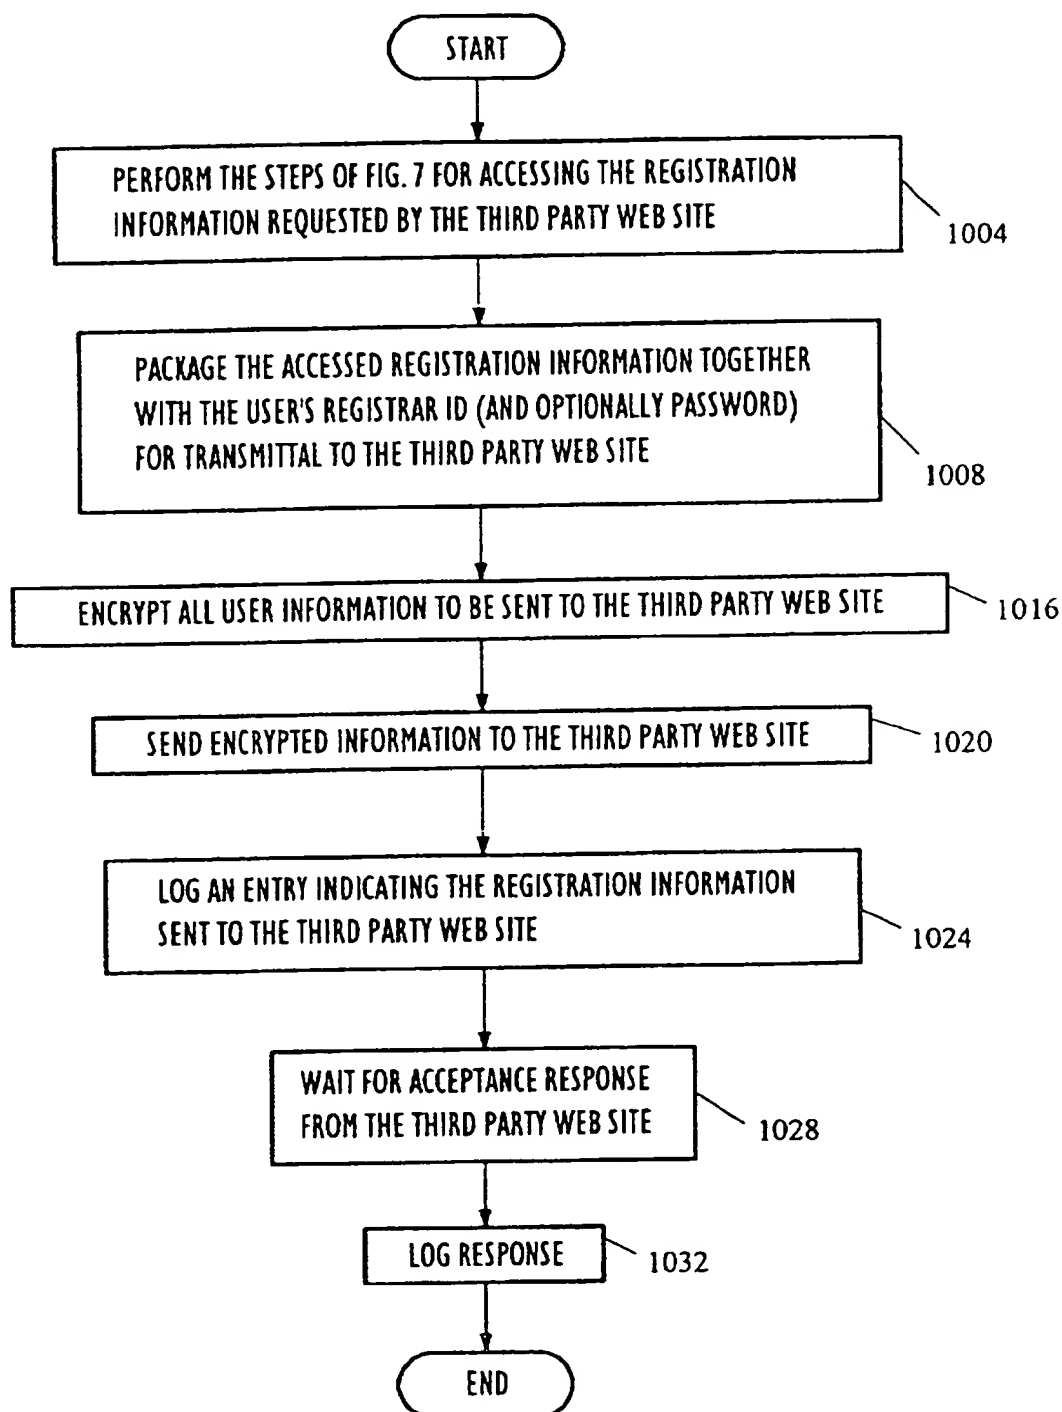 START
PERFORM THE STEPS OF FIG. 7 FOR ACCESSING THE REGISTRATION
INFORMATION REQUESTED BY THE THIRD PARTY WEB SITE
1004
PACKAGE THE ACCESSED REGISTRATION INFORMATION TOGETHER
WITH THE USER'S REGISTRAR ID (AND OPTIONALLY PASSWORD)
FOR TRANSMITTAL TO THE THIRD PARTY WEB SITE
1008
ENCRYPT ALL USER INFORMATION TO BE SENT TO THE THIRD PARTY WEB SITE
1016
SEND ENCRYPTED INFORMATION TO THE THIRD PARTY WEB SITE
1020
LOG AN ENTRY INDICATING THE REGISTRATION INFORMATION
SENT TO THE THIRD PARTY WEB SITE
1024
WAIT FOR ACCEPTANCE RESPONSE
FROM THE THIRD PARTY WEB SITE
1028
LOG RESPONSE
1032
END